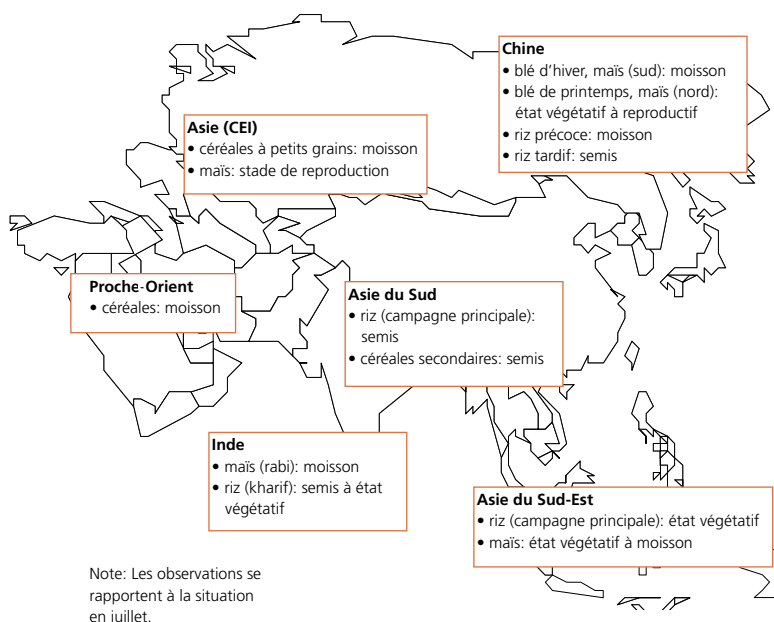 Chine
• blé d'hiver, maïs (sud): moisson
• blé de printemps, maïs (nord):
état végétatif à reproductif
• riz précoce: moisson
• riz tardif: semis
Asie (CEI)
• céréales à petits grains: moisson
• maïs: stade de reproduction
Proche-Orient
• céréales: moisson
Asie du Sud
• riz (campagne principale):
semis
• céréales secondaires: semis
Inde
• maïs (rabi): moisson
• riz (kharif): semis à état
végétatif
Asie du Sud-Est
• riz (campagne principale): état végétatif
• maïs: état végétatif à moisson
Note: Les observations se
rapportent à la situation
en juillet.